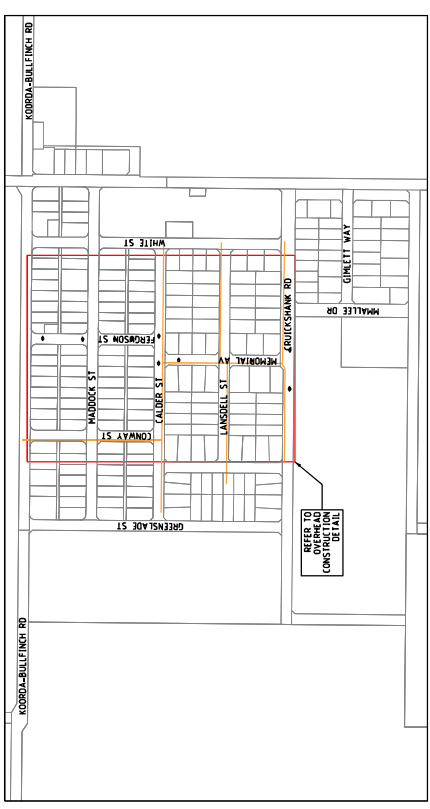 KOORDA-BULLFINCH RD
WHITE ST
GIMLETT WAY
MMALLEE DR
CRUICKSHANK RD
FERGUSON ST
MEMORIAL AV
MADDOCK ST
CALDER ST
LANSDELL ST
CONWAY ST
GREENSLADE ST
REFER TO
OVERHEAD
CONSTRUCTION
DETAIL
KOORDA-BULLFINCH RD